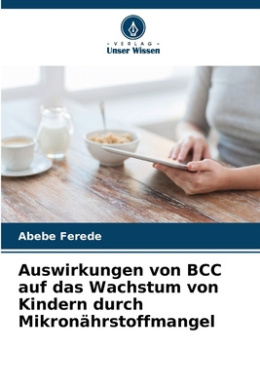 • VERLAG •
Unser Wissen
Abebe Ferede
Auswirkungen von BCC
auf das Wachstum von
Kindern durch
Mikronährstoffmangel